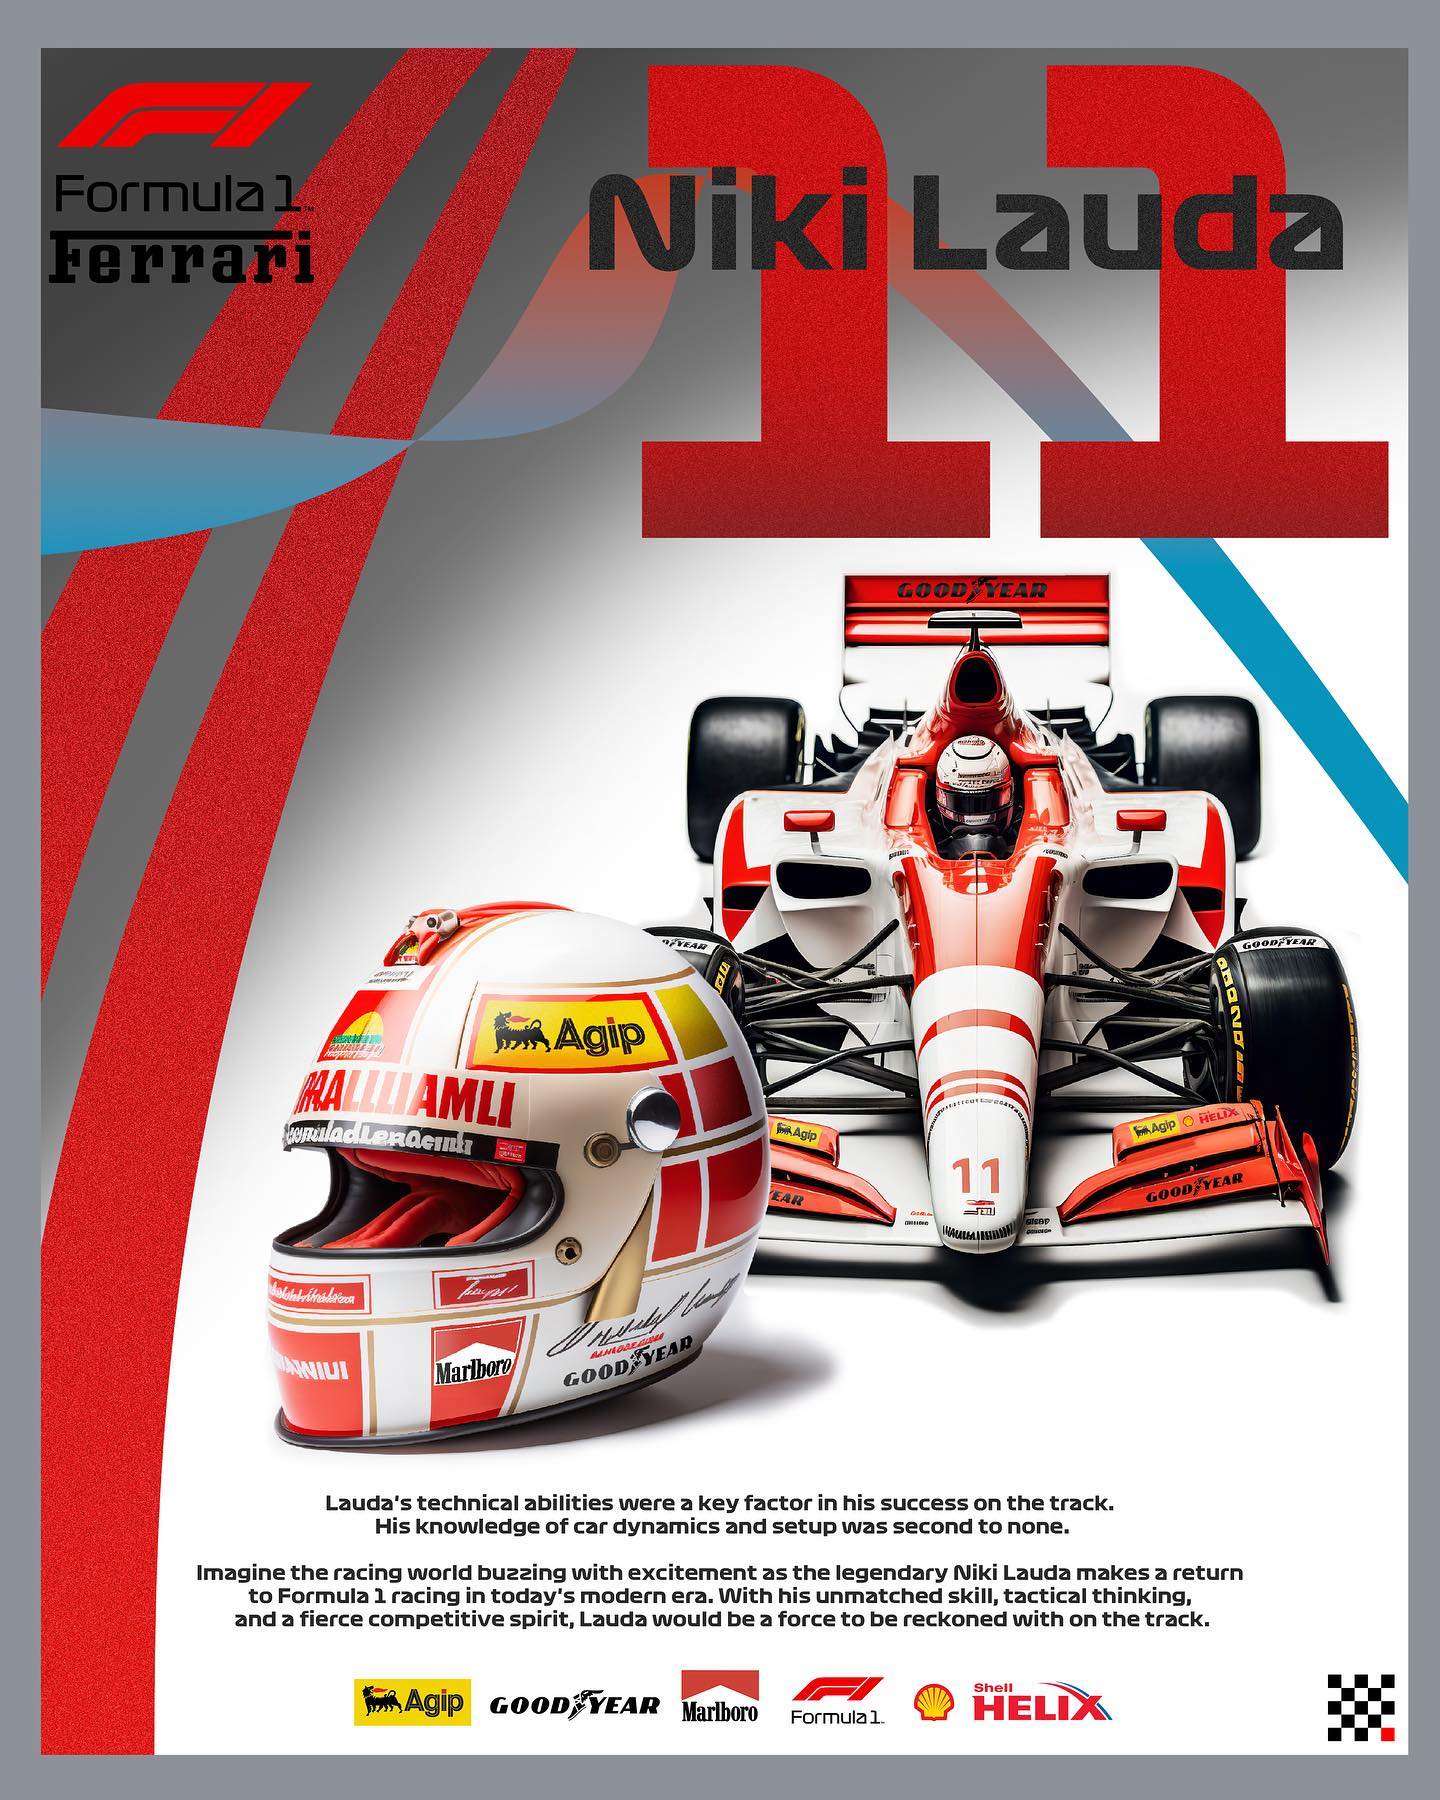 11
Formula 1
Ferrari
Niki Lauda
GOODYEAR
GOODYEAR
GOODYEAR
Agip
11
Agip
HELIX
GOODYEAR
Marlboro
GOODYEAR
Lauda's technical abilities were a key factor in his success on the track.
His knowledge of car dynamics and setup was second to none.
Imagine the racing world buzzing with excitement as the legendary Niki Lauda makes a return
to Formula 1 racing in today's modern era. With his unmatched skill, tactical thinking,
and a fierce competitive spirit, Lauda would be a force to be reckoned with on the track.
Agip
GOODYEAR
Marlboro
Formula 1
Shell
HELIX